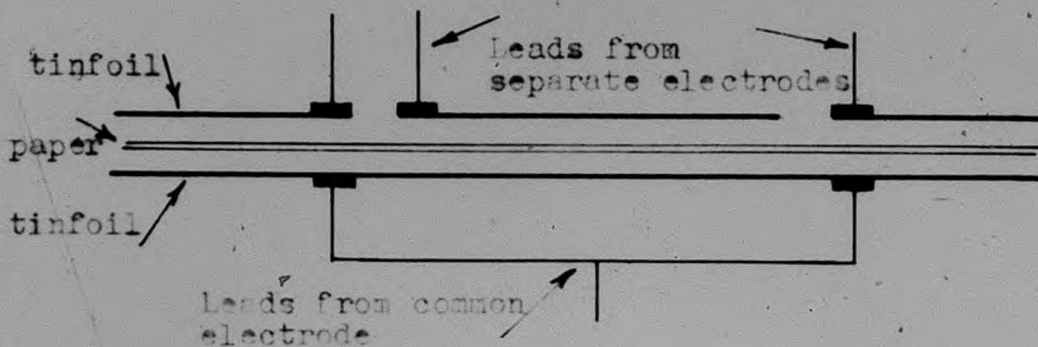 tinfoil
Leads from
separate electrodes
paper
tinfoil
Leads from common
electrode